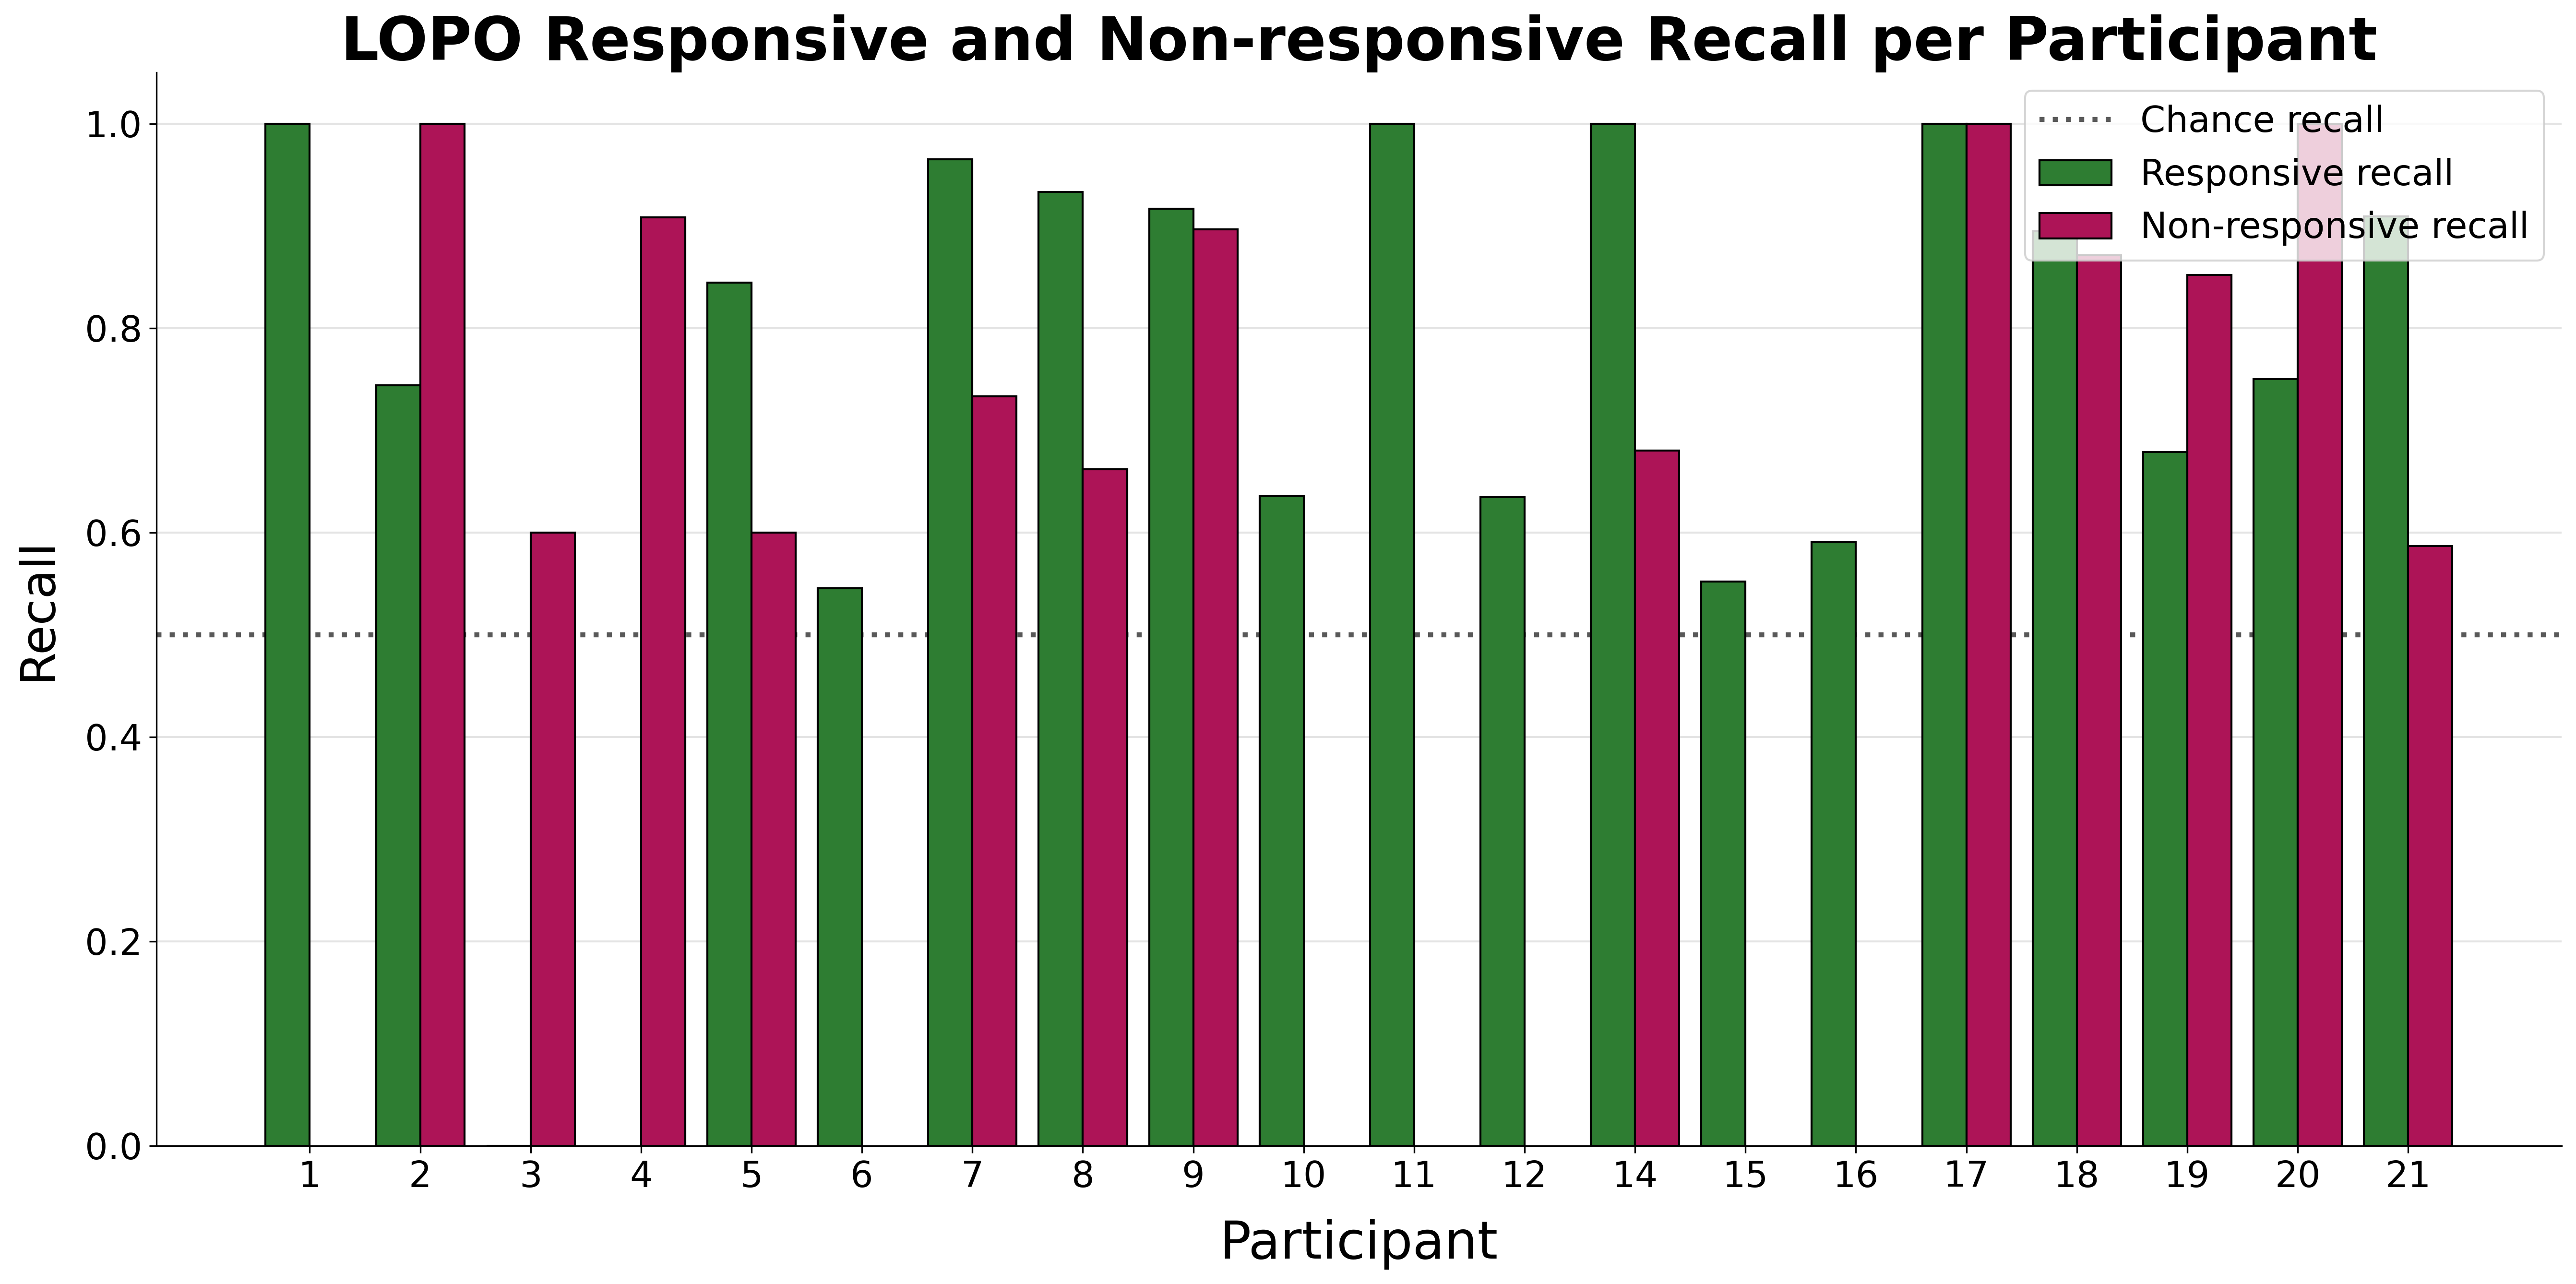 LOPO Responsive and Non-responsive Recall per Participant
Chance recall
Responsive recall
Non-responsive recall
1.0
0.8
0.6
0.4
0.2
0.0
Recall
1 2 3 4 5 6 7 8 9 10 11 12 14 15 16 17 18 19 20 21
Participant